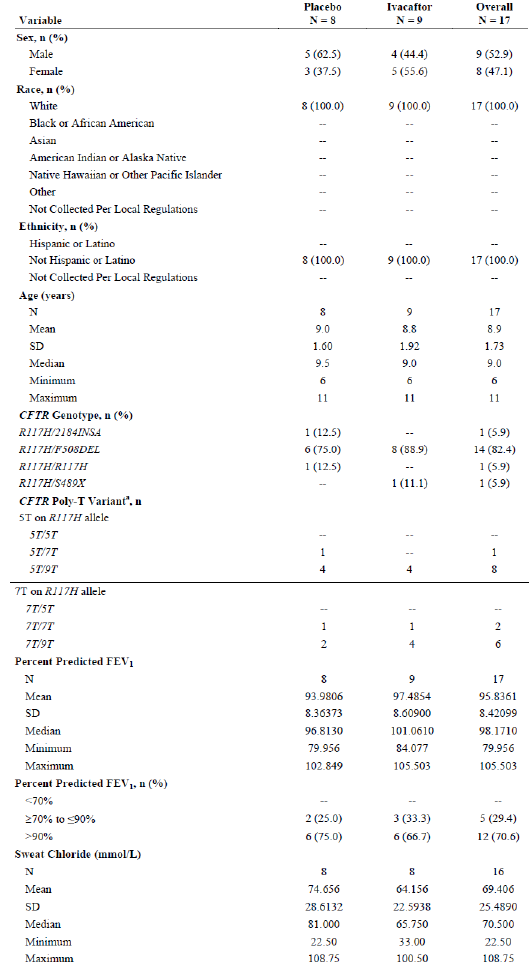 Variable Placebo N = 8 Ivacaftor N = 9 Overall N = 17
Sex, n (%)
Male 5 (62.5) 4 (44.4) 9 (52.9)
Female 3 (37.5) 5 (55.6) 8 (47.1)
Race, n (%)
White 8 (100.0) 9 (100.0) 17 (100.0)
Black or African American -- -- --
Asian -- -- --
American Indian or Alaska Native -- -- --
Native Hawaiian or Other Pacific Islander -- -- --
Other -- -- --
Not Collected Per Local Regulations -- -- --
Ethnicity, n (%)
Hispanic or Latino -- -- --
Not Hispanic or Latino 8 (100.0) 9 (100.0) 17 (100.0)
Not Collected Per Local Regulations -- -- --
Age (years)
N 8 9 17
Mean 9.0 8.8 8.9
SD 1.60 1.92 1.73
Median 9.5 9.0 9.0
Minimum 6 6 6
Maximum 11 11 11
CFTR Genotype, n (%)
R117H/2184INSA 1 (12.5) -- 1 (5.9)
R117H/F508DEL 6 (75.0) 8 (88.9) 14 (82.4)
R117H/R117H 1 (12.5) -- 1 (5.9)
R117H/S489X -- 1 (11.1) 1 (5.9)
CFTR Poly-T Variantª, n
5T on R117H allele
5T/5T -- -- --
5T/7T 1 -- 1
5T/9T 4 4 8
7T on R117H allele
7T/5T -- -- --
7T/7T 1 1 2
7T/9T 2 4 6
Percent Predicted FEV₁
N 8 9 17
Mean 93.9806 97.4854 95.8361
SD 8.36373 8.60900 8.42099
Median 96.8130 101.0610 98.1710
Minimum 79.956 84.077 79.956
Maximum 102.849 105.503 105.503
Percent Predicted FEV₁, n (%)
<70% -- -- --
≥70% to ≤90% 2 (25.0) 3 (33.3) 5 (29.4)
>90% 6 (75.0) 6 (66.7) 12 (70.6)
Sweat Chloride (mmol/L)
N 8 8 16
Mean 74.656 64.156 69.406
SD 28.6132 22.5938 25.4890
Median 81.000 65.750 70.500
Minimum 22.50 33.00 22.50
Maximum 108.75 100.50 108.75